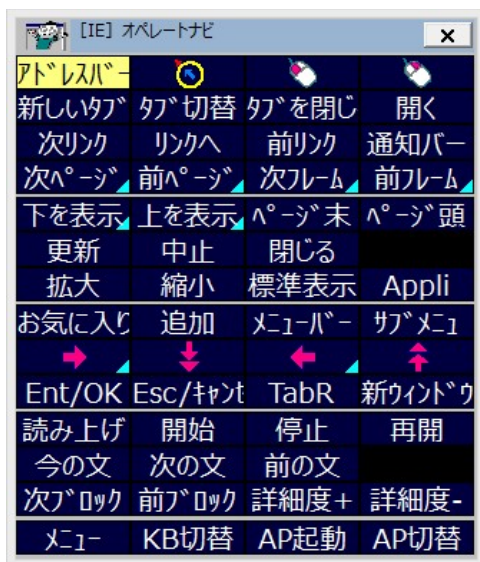 [IE] オペレートナビ
ｱﾄﾞﾚｽﾊﾞｰ
新しいﾀﾌﾞ ﾀﾌﾞ切替 ﾀﾌﾞを閉じ 開く
次ﾘﾝｸ ﾘﾝｸへ 前ﾘﾝｸ 通知ﾊﾞｰ
次ﾍﾟｰｼﾞ 前ﾍﾟｰｼﾞ 次ﾌﾚｰﾑ 前ﾌﾚｰﾑ
下を表示 上を表示 ﾍﾟｰｼﾞ末 ﾍﾟｰｼﾞ頭
更新 中止 閉じる
拡大 縮小 標準表示 Appli
お気に入り 追加 ﾒﾆｭｰﾊﾞｰ ｻﾌﾞﾒﾆｭ
Ent/OK Esc/ｷｬﾝｾ TabR 新ｳｨﾝﾄﾞｳ
読み上げ 開始 停止 再開
今の文 次の文 前の文
次ﾌﾞﾛｯｸ 前ﾌﾞﾛｯｸ 詳細度+ 詳細度-
ﾒﾆｭｰ KB切替 AP起動 AP切替